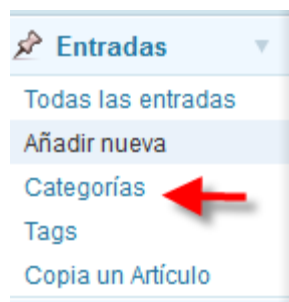 Entradas
Todas las entradas
Añadir nueva
Categorías
Tags
Copia un Artículo